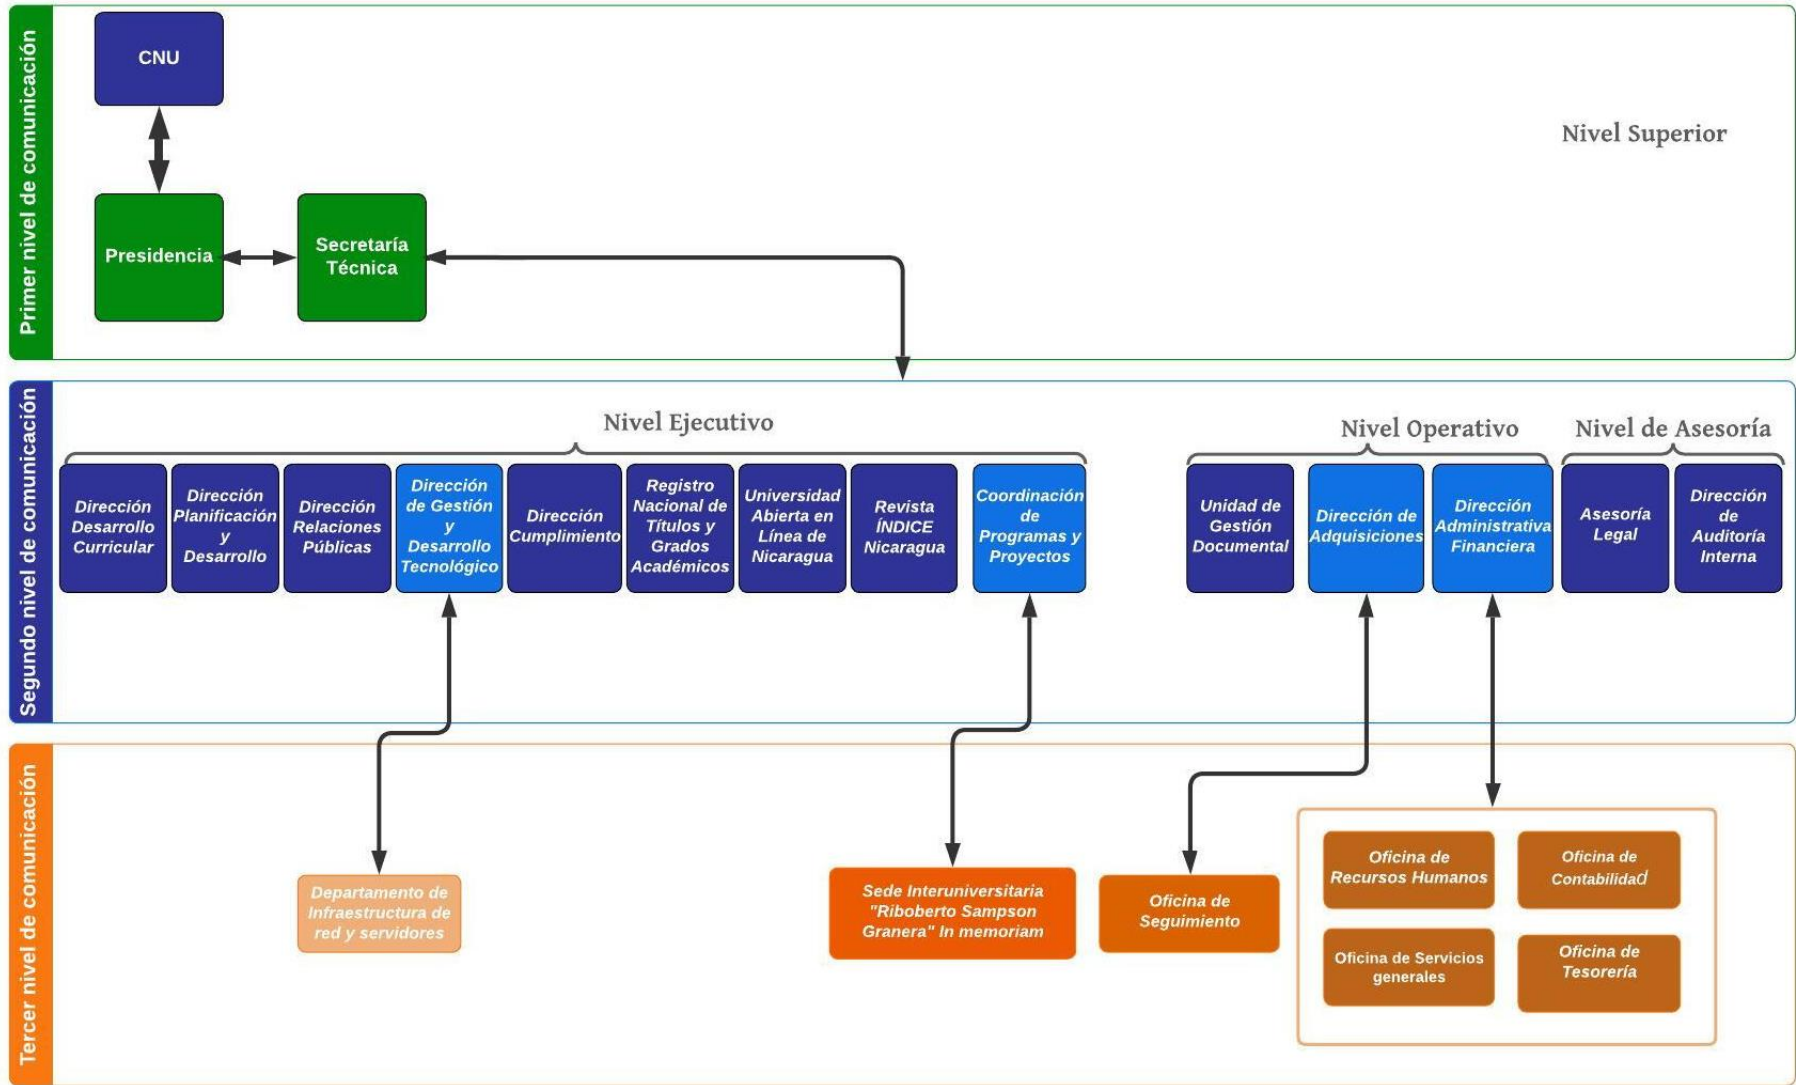 Primer nivel de comunicación
CNU
Nivel Superior
Presidencia
Secretaría
Técnica
Segundo nivel de comunicación
Nivel Ejecutivo
Nivel Operativo
Nivel de Asesoría
Dirección
Desarrollo
Curricular
Dirección
Planificación
y
Desarrollo
Dirección
Relaciones
Públicas
Dirección
de Gestión
y
Desarrollo
Tecnológico
Dirección
Cumplimiento
Registro
Nacional de
Títulos y
Grados
Académicos
Universidad
Abierta en
Línea de
Nicaragua
Revista
ÍNDICE
Nicaragua
Coordinación
de
Programas y
Proyectos
Unidad de
Gestión
Documental
Dirección de
Adquisiciones
Dirección
Administrativa
Financiera
Asesoría
Legal
Dirección
de
Auditoría
Interna
Tercer nivel de comunicación
Departamento de
Infraestructura de
red y servidores
Sede Interuniversitaria
"Riboberto Sampson
Granera" In memoriam
Oficina de
Seguimiento
Oficina de
Recursos Humanos
Oficina de
Contabilidad
Oficina de Servicios
generales
Oficina de
Tesorería